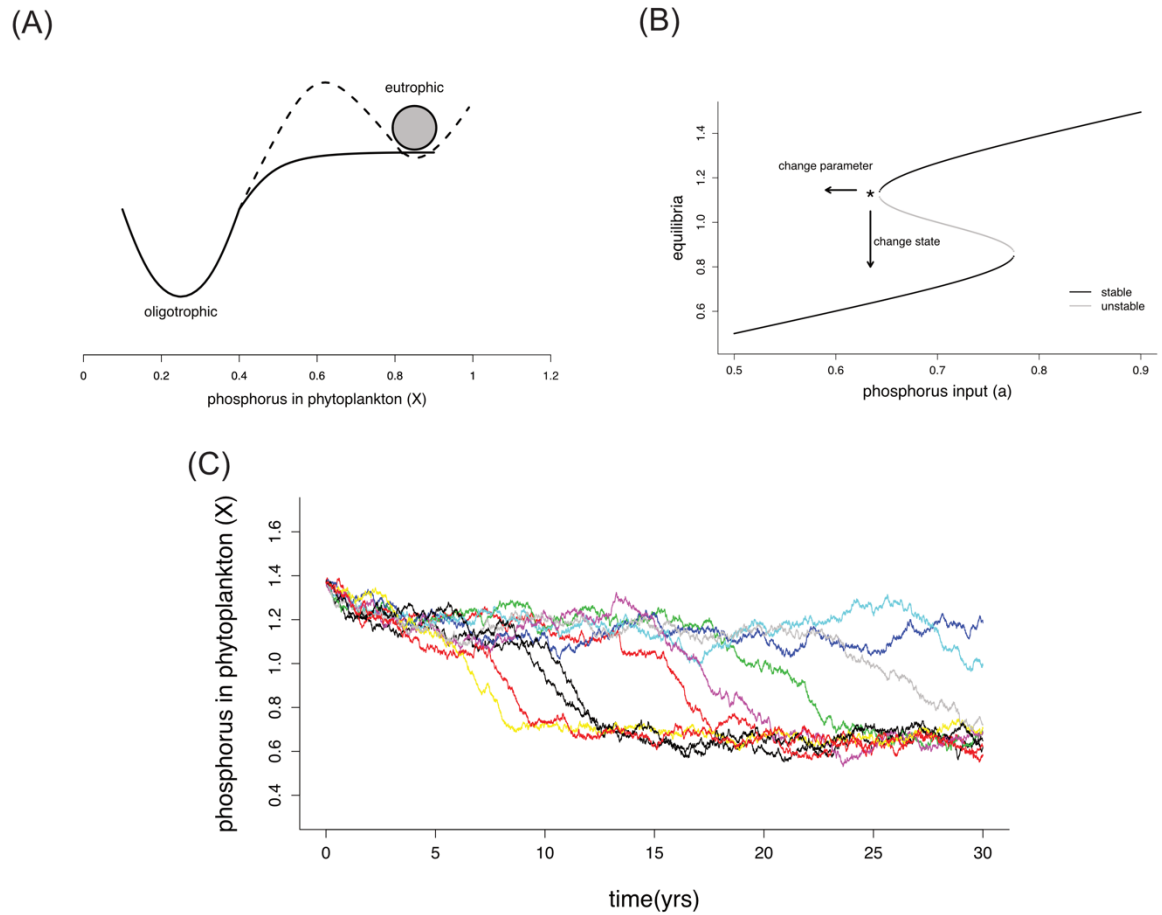 (A)
eutrophic
oligotrophic
0 0.2 0.4 0.6 0.8 1 1.2
phosphorus in phytoplankton (X)
(B)
equilibria
1.4
1.2
1.0
0.8
0.6
change parameter
*
change state
stable
unstable
0.5 0.6 0.7 0.8 0.9
phosphorus input (a)
(C)
phosphorus in phytoplankton (X)
1.6
1.4
1.2
1.0
0.8
0.6
0.4
0 5 10 15 20 25 30
time(yrs)